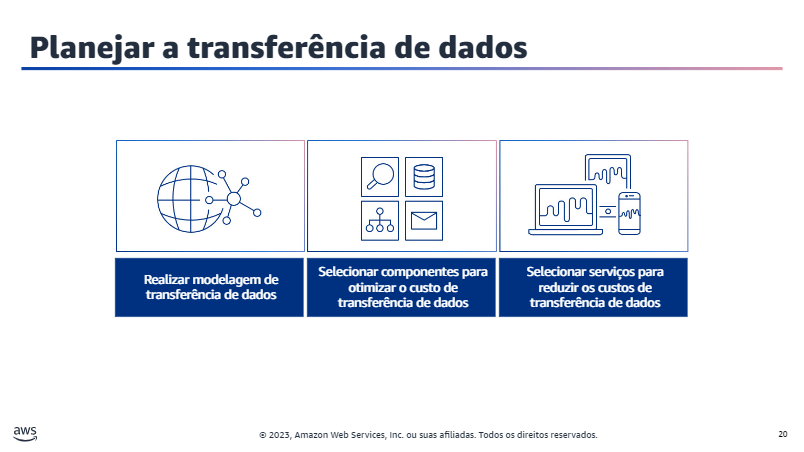 Planejar a transferência de dados
Realizar modelagem de
transferência de dados
Selecionar componentes para
otimizar o custo de
transferência de dados
Selecionar serviços para
reduzir os custos de
transferência de dados
aws
© 2023, Amazon Web Services, Inc. ou suas afiliadas. Todos os direitos reservados.
20